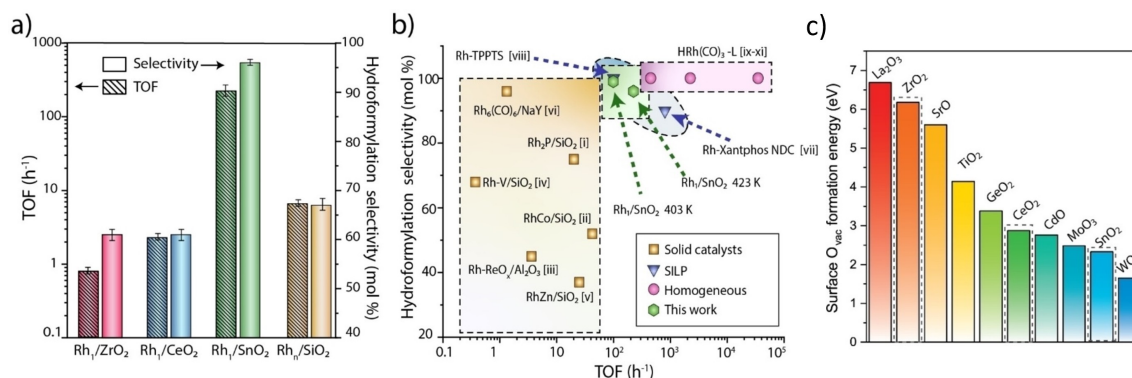 a)
TOF (h⁻¹)
1000
100
10
1
0.1
Selectivity
TOF
100
90
80
70
60
50
40
Hydroformylation selectivity (mol %)
Rh₁/ZrO₂ Rh₁/CeO₂ Rh₁/SnO₂ Rhₙ/SiO₂
b)
Hydroformylation selectivity (mol %)
120
100
80
60
40
20
Rh-TPPTS [viii]
HRh(CO)₃ -L [ix-xi]
Rh₆(CO)₆/NaY [vi]
Rh₂P/SiO₂ [i]
Rh-Xantphos NDC [vii]
Rh-V/SiO₂ [iv]
Rh₁/SnO₂ 423 K
Rh₁/SnO₂ 403 K
RhCo/SiO₂ [ii]
Rh-ReOₓ/Al₂O₃ [iii]
RhZn/SiO₂ [v]
Solid catalysts
SILP
Homogeneous
This work
0.1 1 10 10² 10³ 10⁴ 10⁵
TOF (h⁻¹)
c)
Surface Oᵥₐc formation energy (eV)
7
6
5
4
3
2
1
0
La₂O₃
ZrO₂
SrO
TiO₂
GeO₂
CeO₂
CdO
MoO₃
SnO₂